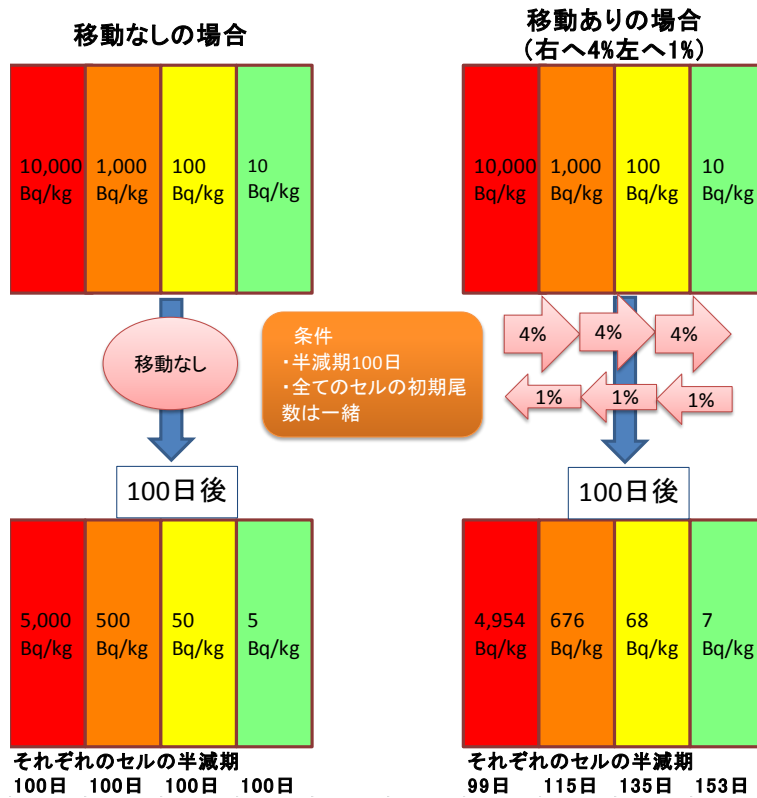 移動なしの場合
10,000 Bq/kg
1,000 Bq/kg
100 Bq/kg
10 Bq/kg
移動なし
100日後
5,000 Bq/kg
500 Bq/kg
50 Bq/kg
5 Bq/kg
それぞれのセルの半減期
100日 100日 100日 100日
条件
・半減期100日
・全てのセルの初期尾
数は一緒
移動ありの場合
(右へ4%左へ1%)
10,000 Bq/kg
1,000 Bq/kg
100 Bq/kg
10 Bq/kg
4% 4% 4%
1% 1% 1%
100日後
4,954 Bq/kg
676 Bq/kg
68 Bq/kg
7 Bq/kg
それぞれのセルの半減期
99日 115日 135日 153日